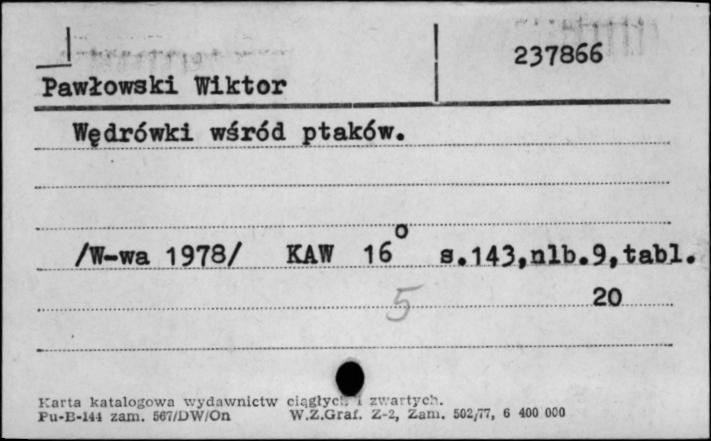 237866
Pawłowski Wiktor
Wędrówki wśród ptaków.
/W-wa 1978/ KAW 16° s.143,nlb.9,tabl.
5 20
Karta katalogowa wydawnictw ciągłych i zwartych.
Pu-B-144 zam. 567/DW/On W.Z.Graf. Z-2, Zam. 502/77, 6 400 000